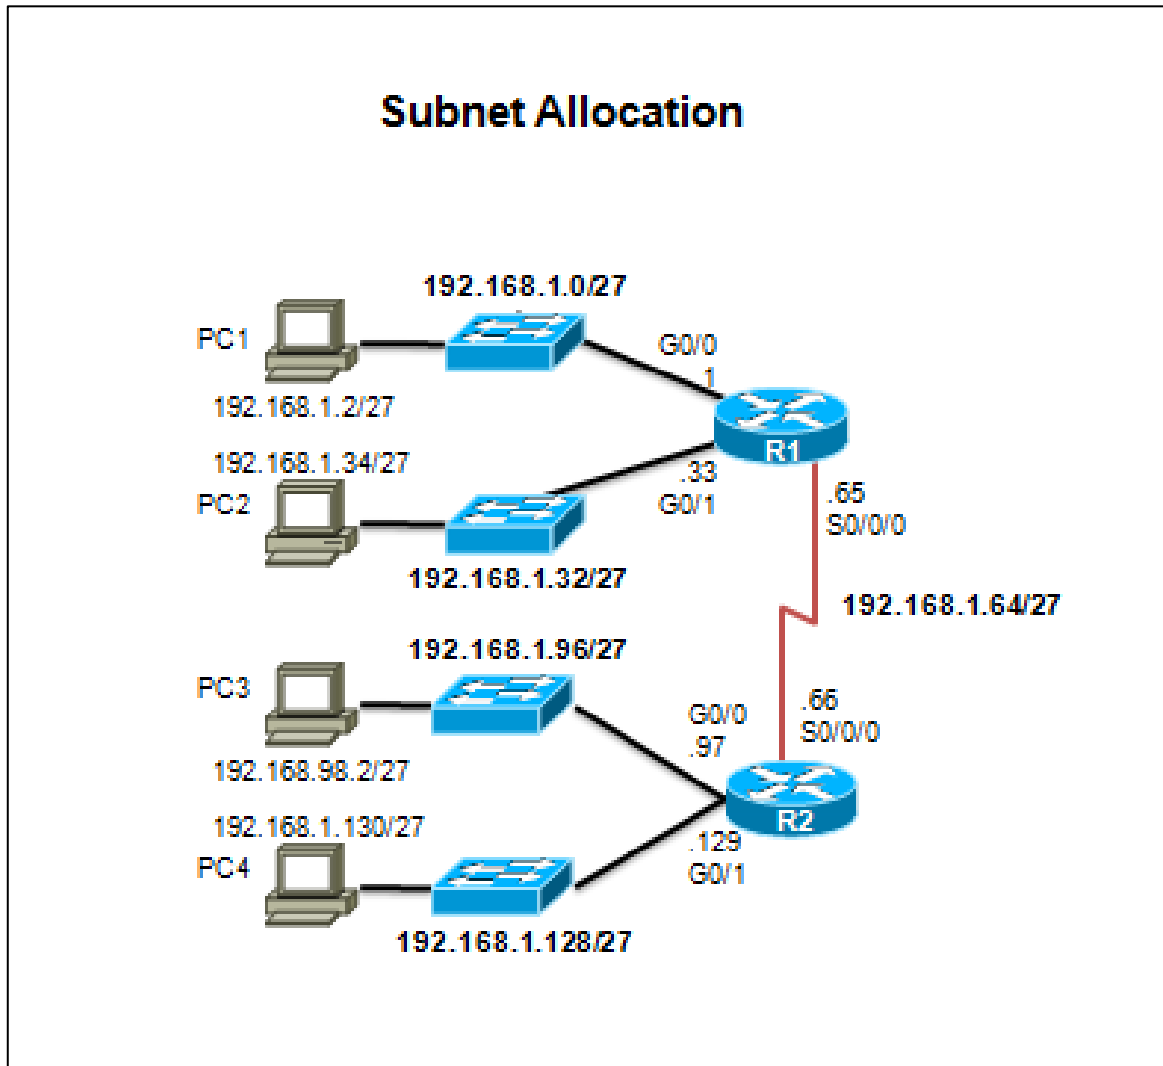 Subnet Allocation
192.168.1.0/27
PC1
G0/0
1
192.168.1.2/27
R1
192.168.1.34/27
.33
G0/1
PC2
.65
S0/0/0
192.168.1.32/27
192.168.1.64/27
192.168.1.96/27
PC3
G0/0
.97
.66
S0/0/0
192.168.98.2/27
192.168.1.130/27
R2
.129
G0/1
PC4
192.168.1.128/27